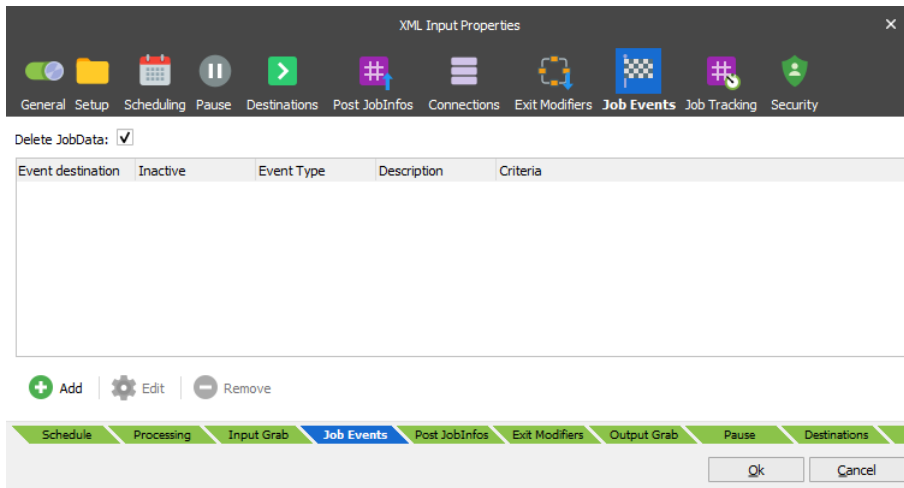 XML Input Properties
General Setup Scheduling Pause Destinations Post JobInfos Connections Exit Modifiers Job Events Job Tracking Security
Delete JobData:
Event destination Inactive Event Type Description Criteria
Add Edit Remove
Schedule Processing Input Grab Job Events Post JobInfos Exit Modifiers Output Grab Pause Destinations
Ok Cancel